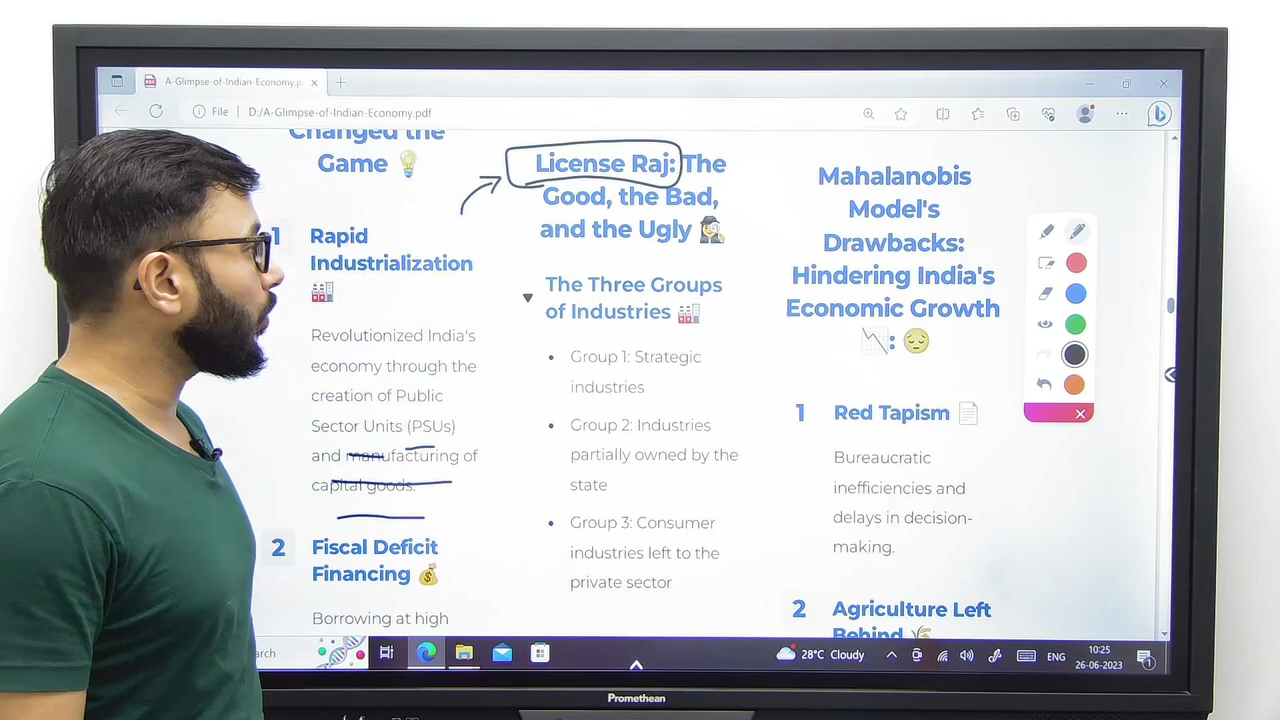 A-Glimpse-of-Indian-Economy.p
File | D:/A-Glimpse-of-Indian-Economy.pdf
Changed the
Game
1 Rapid
Industrialization
Revolutionized India's
economy through the
creation of Public
Sector Units (PSUs)
and manufacturing of
capital goods.
2 Fiscal Deficit
Financing
Borrowing at high
License Raj: The
Good, the Bad,
and the Ugly
The Three Groups
of Industries
• Group 1: Strategic
industries
• Group 2: Industries
partially owned by the
state
• Group 3: Consumer
industries left to the
private sector
Mahalanobis
Model's
Drawbacks:
Hindering India's
Economic Growth
:
1 Red Tapism
Bureaucratic
inefficiencies and
delays in decision-
making.
2 Agriculture Left
Behind
arch
28°C Cloudy
ENG
10:25
26-06-2023
1
Promethean